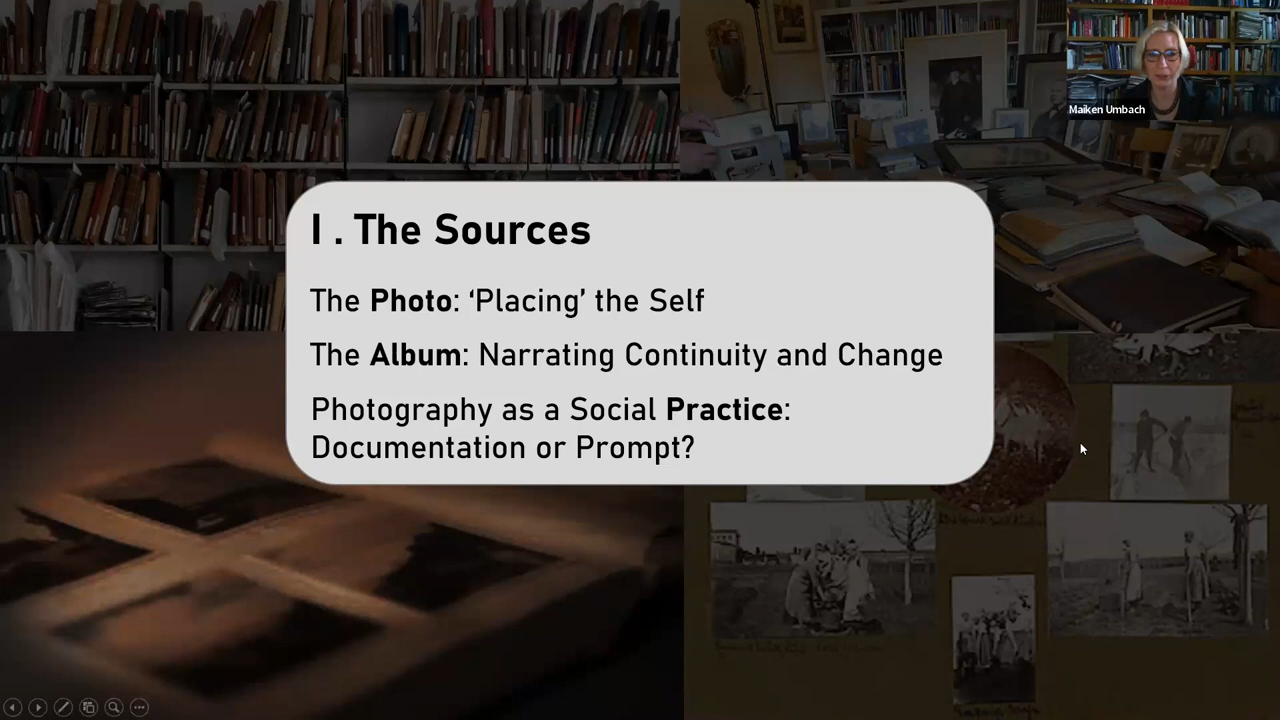 Maiken Umbach
I . The Sources
The Photo: ‘Placing’ the Self
The Album: Narrating Continuity and Change
Photography as a Social Practice:
Documentation or Prompt?